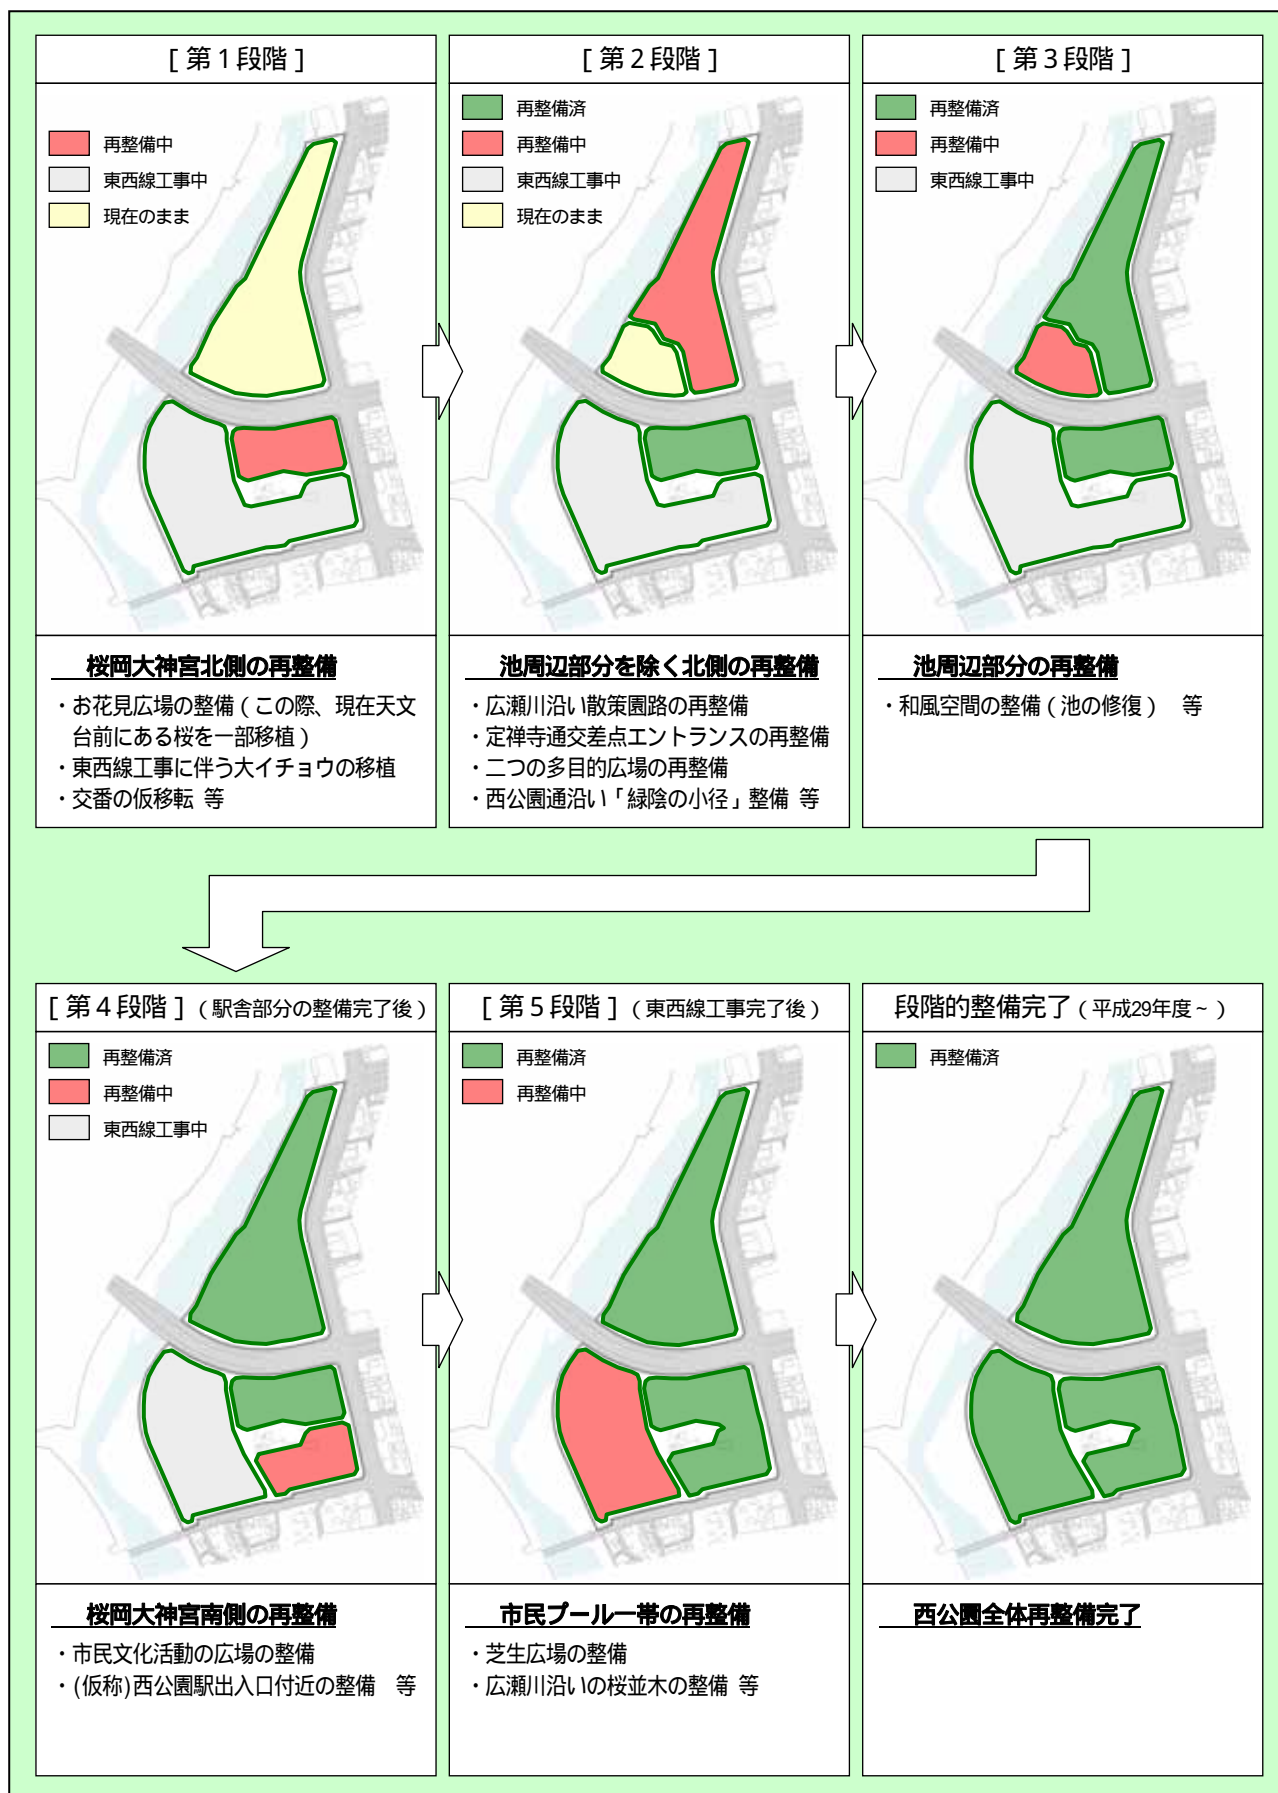 [ 第1段階 ]
再整備中
東西線工事中
現在のまま
桜岡大神宮北側の再整備
・お花見広場の整備(この際、現在天文
台前にある桜を一部移植)
・東西線工事に伴う大イチョウの移植
・交番の仮移転 等
[ 第2段階 ]
再整備済
再整備中
東西線工事中
現在のまま
池周辺部分を除く北側の再整備
・広瀬川沿い散策園路の再整備
・定禅寺通交差点エントランスの再整備
・二つの多目的広場の再整備
・西公園通沿い「緑陰の小径」整備 等
[ 第3段階 ]
再整備済
再整備中
東西線工事中
池周辺部分の再整備
・和風空間の整備(池の修復) 等
[ 第4段階 ](駅舎部分の整備完了後)
再整備済
再整備中
東西線工事中
桜岡大神宮南側の再整備
・市民文化活動の広場の整備
・(仮称)西公園駅出入口付近の整備 等
[ 第5段階 ](東西線工事完了後)
再整備済
再整備中
市民プール一帯の再整備
・芝生広場の整備
・広瀬川沿いの桜並木の整備 等
段階的整備完了(平成29年度~)
再整備済
西公園全体再整備完了